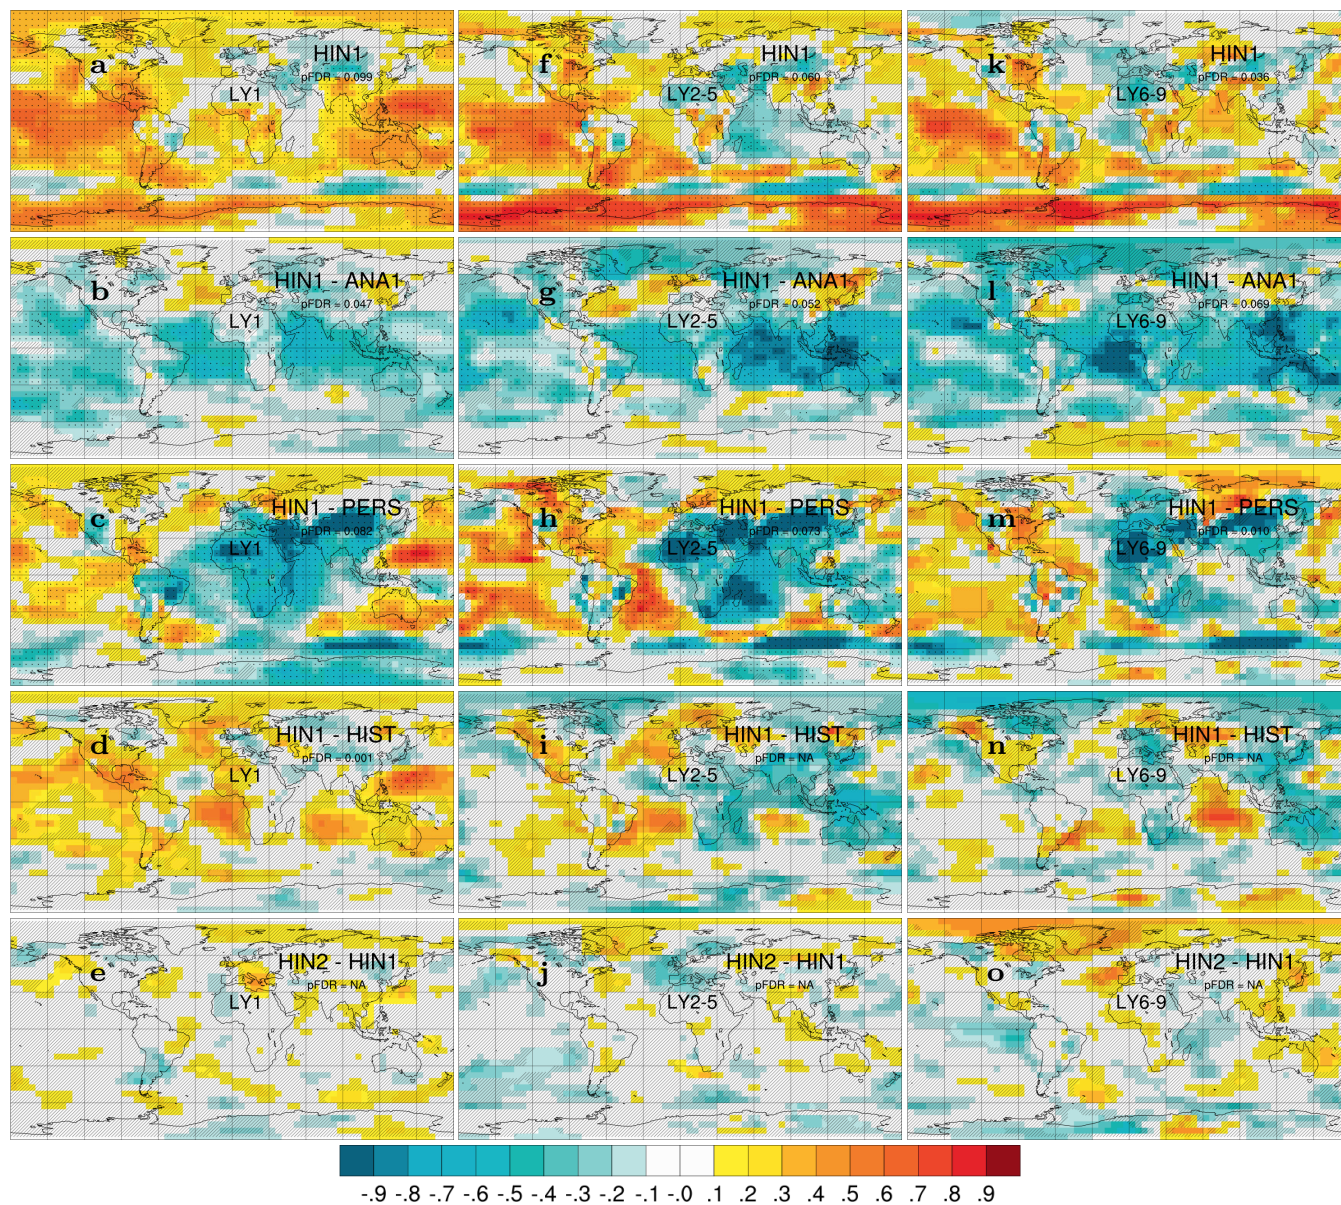 a HIN1
pFDR = 0.099
LY1
f HIN1
pFDR = 0.060
LY2-5
k HIN1
pFDR = 0.036
LY6-9
b HIN1 - ANA1
pFDR = 0.047
LY1
g HIN1 - ANA1
pFDR = 0.052
LY2-5
l HIN1 - ANA1
pFDR = 0.069
LY6-9
c HIN1 - PERS
pFDR = 0.082
LY1
h HIN1 - PERS
pFDR = 0.073
LY2-5
m HIN1 - PERS
pFDR = 0.010
LY6-9
d HIN1 - HIST
pFDR = 0.001
LY1
i HIN1 - HIST
pFDR = NA
LY2-5
n HIN1 - HIST
pFDR = NA
LY6-9
e HIN2 - HIN1
pFDR = NA
LY1
j HIN2 - HIN1
pFDR = NA
LY2-5
o HIN2 - HIN1
pFDR = NA
LY6-9
-.9 -.8 -.7 -.6 -.5 -.4 -.3 -.2 -.1 -.0 .1 .2 .3 .4 .5 .6 .7 .8 .9